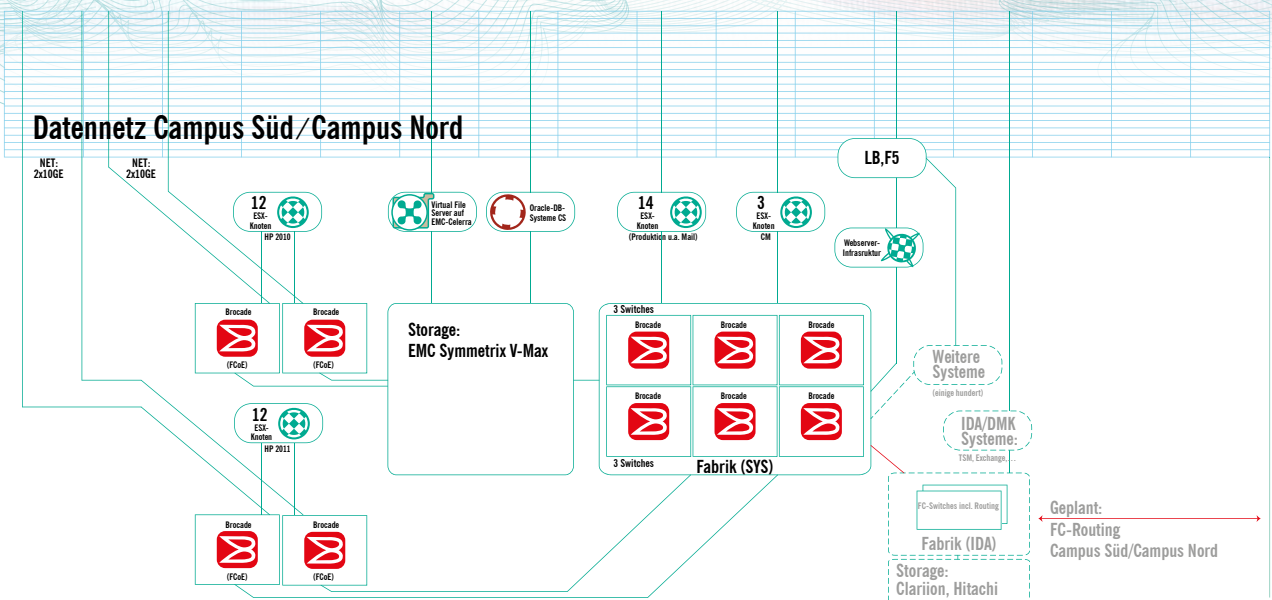 Datennetz Campus Süd/Campus Nord
NET:
2x10GE
NET:
2x10GE
LB,F5
12
ESX-
Knoten
HP 2010
Virtual File
Server auf
EMC-Celerra
Oracle-DB-
Systeme CS
14
ESX-
Knoten
(Produktion u.a. Mail)
3
ESX-
Knoten
CM
Webserver-
Infrasruktur
Brocade
(FCoE)
Brocade
(FCoE)
Storage:
EMC Symmetrix V-Max
3 Switches
Brocade
Brocade
Brocade
Brocade
Brocade
Brocade
3 Switches
Fabrik (SYS)
Weitere
Systeme
(einige hundert)
12
ESX-
Knoten
HP 2011
IDA/DMK
Systeme:
TSM, Exchange,...
Brocade
(FCoE)
Brocade
(FCoE)
FC-Switches incl. Routing
Fabrik (IDA)
Geplant:
FC-Routing
Campus Süd/Campus Nord
Storage:
Clariion, Hitachi